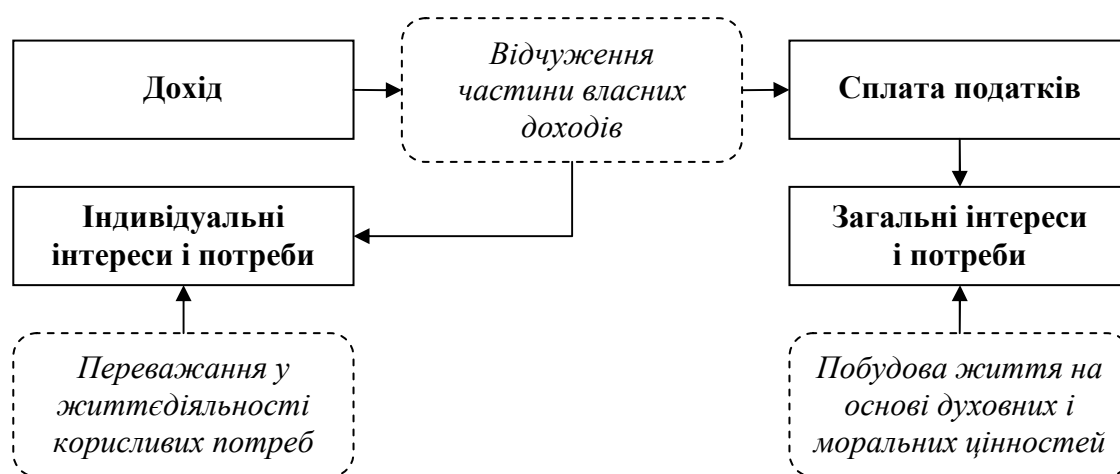 Дохід
Відчуження
частини власних
доходів
Сплата податків
Індивідуальні
інтереси і потреби
Загальні інтереси
і потреби
Переважання у
життєдіяльності
корисливих потреб
Побудова життя на
основі духовних і
моральних цінностей